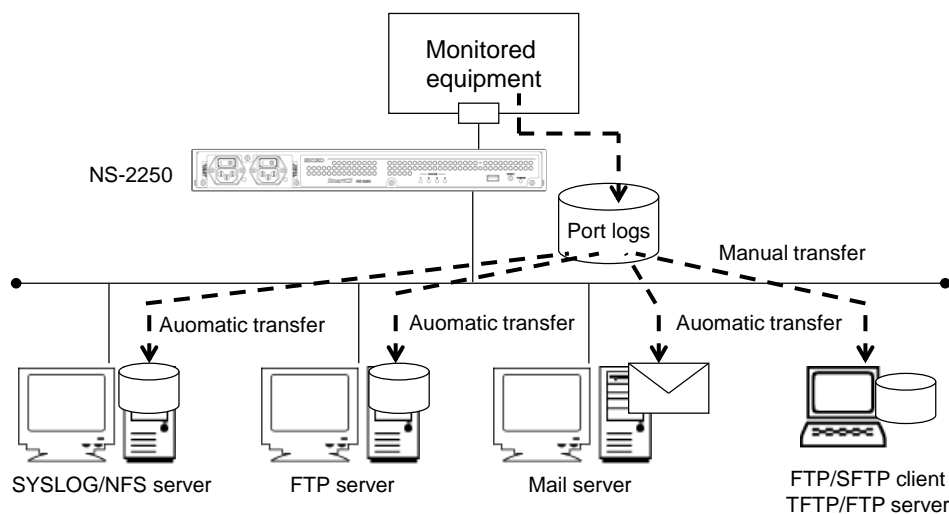 Monitored
equipment
NS-2250
Port logs
Manual transfer
Auomatic transfer
Auomatic transfer
Auomatic transfer
SYSLOG/NFS server
FTP server
Mail server
FTP/SFTP client
TFTP/FTP server